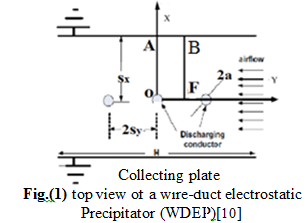 X
A
B
Sx
airflow
2a
Y
O
F
2Sy
Discharging
conductor
H
Collecting plate
Fig.(1) top view of a wire-duct electrostatic
Precipitator (WDEP)[10]